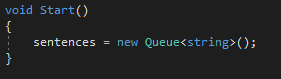 void Start()
{
    sentences = new Queue<string>();
}